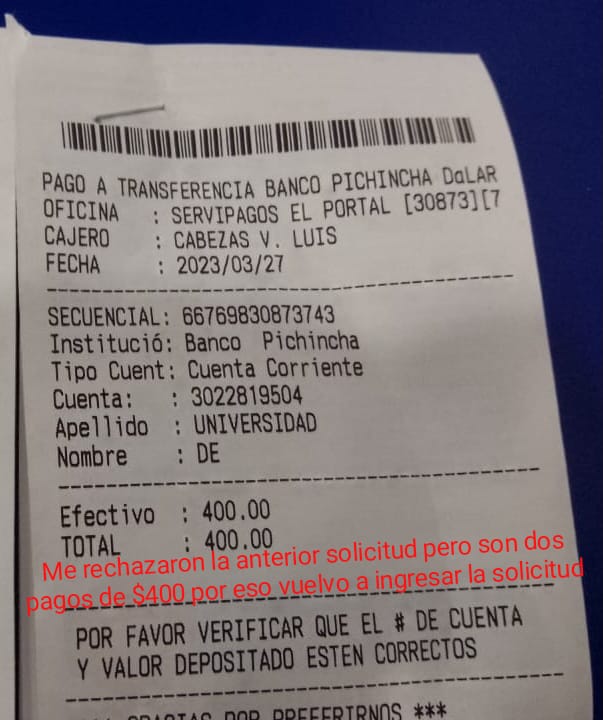 PAGO A TRANSFERENCIA BANCO PICHINCHA DaLAR
OFICINA : SERVIPAGOS EL PORTAL [30873][7
CAJERO : CABEZAS V. LUIS
FECHA : 2023/03/27
SECUENCIAL: 66769830873743
Institució: Banco Pichincha
Tipo Cuent: Cuenta Corriente
Cuenta: : 3022819504
Apellido : UNIVERSIDAD
Nombre : DE
Efectivo : 400.00
TOTAL : 400.00
Me rechazaron la anterior solicitud pero son dos
pagos de $400 por eso vuelvo a ingresar la solicitud
POR FAVOR VERIFICAR QUE EL # DE CUENTA
Y VALOR DEPOSITADO ESTEN CORRECTOS
GRACIAS POR PREFERIRNOS ***